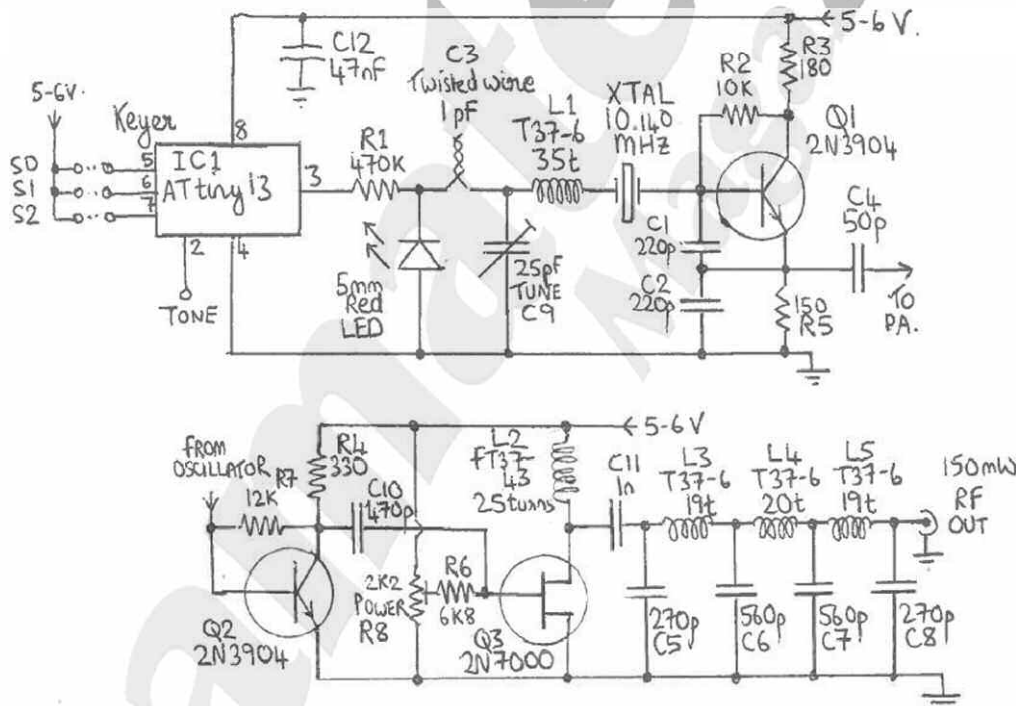 5-6 V.
C12
47nF
C3
Twisted wire
1pF
R3
180
R2
10K
5-6V.
Keyer
8
L1
T37-6
35t
XTAL
10.140
MHZ
Q1
2N3904
S0
S1
S2
5
6
7
IC1
ATtiny13
3
R1
470K
C4
50p
2
4
C1
220p
TONE
5mm
Red
LED
25pF
TUNE
C9
C2
220p
150
R5
TO
P.A.
5-6V
FROM
OSCILLATOR
R7
12K
R4
330
C10
470p
L2
FT37-
43
25turns
C11
1n
L3
T37-6
19t
L4
T37-6
20t
L5
T37-6
19t
150mW
RF
OUT
2K2
POWER
R8
R6
6K8
Q2
2N3904
Q3
2N7000
270p
C5
560p
C6
560p
C7
270p
C8